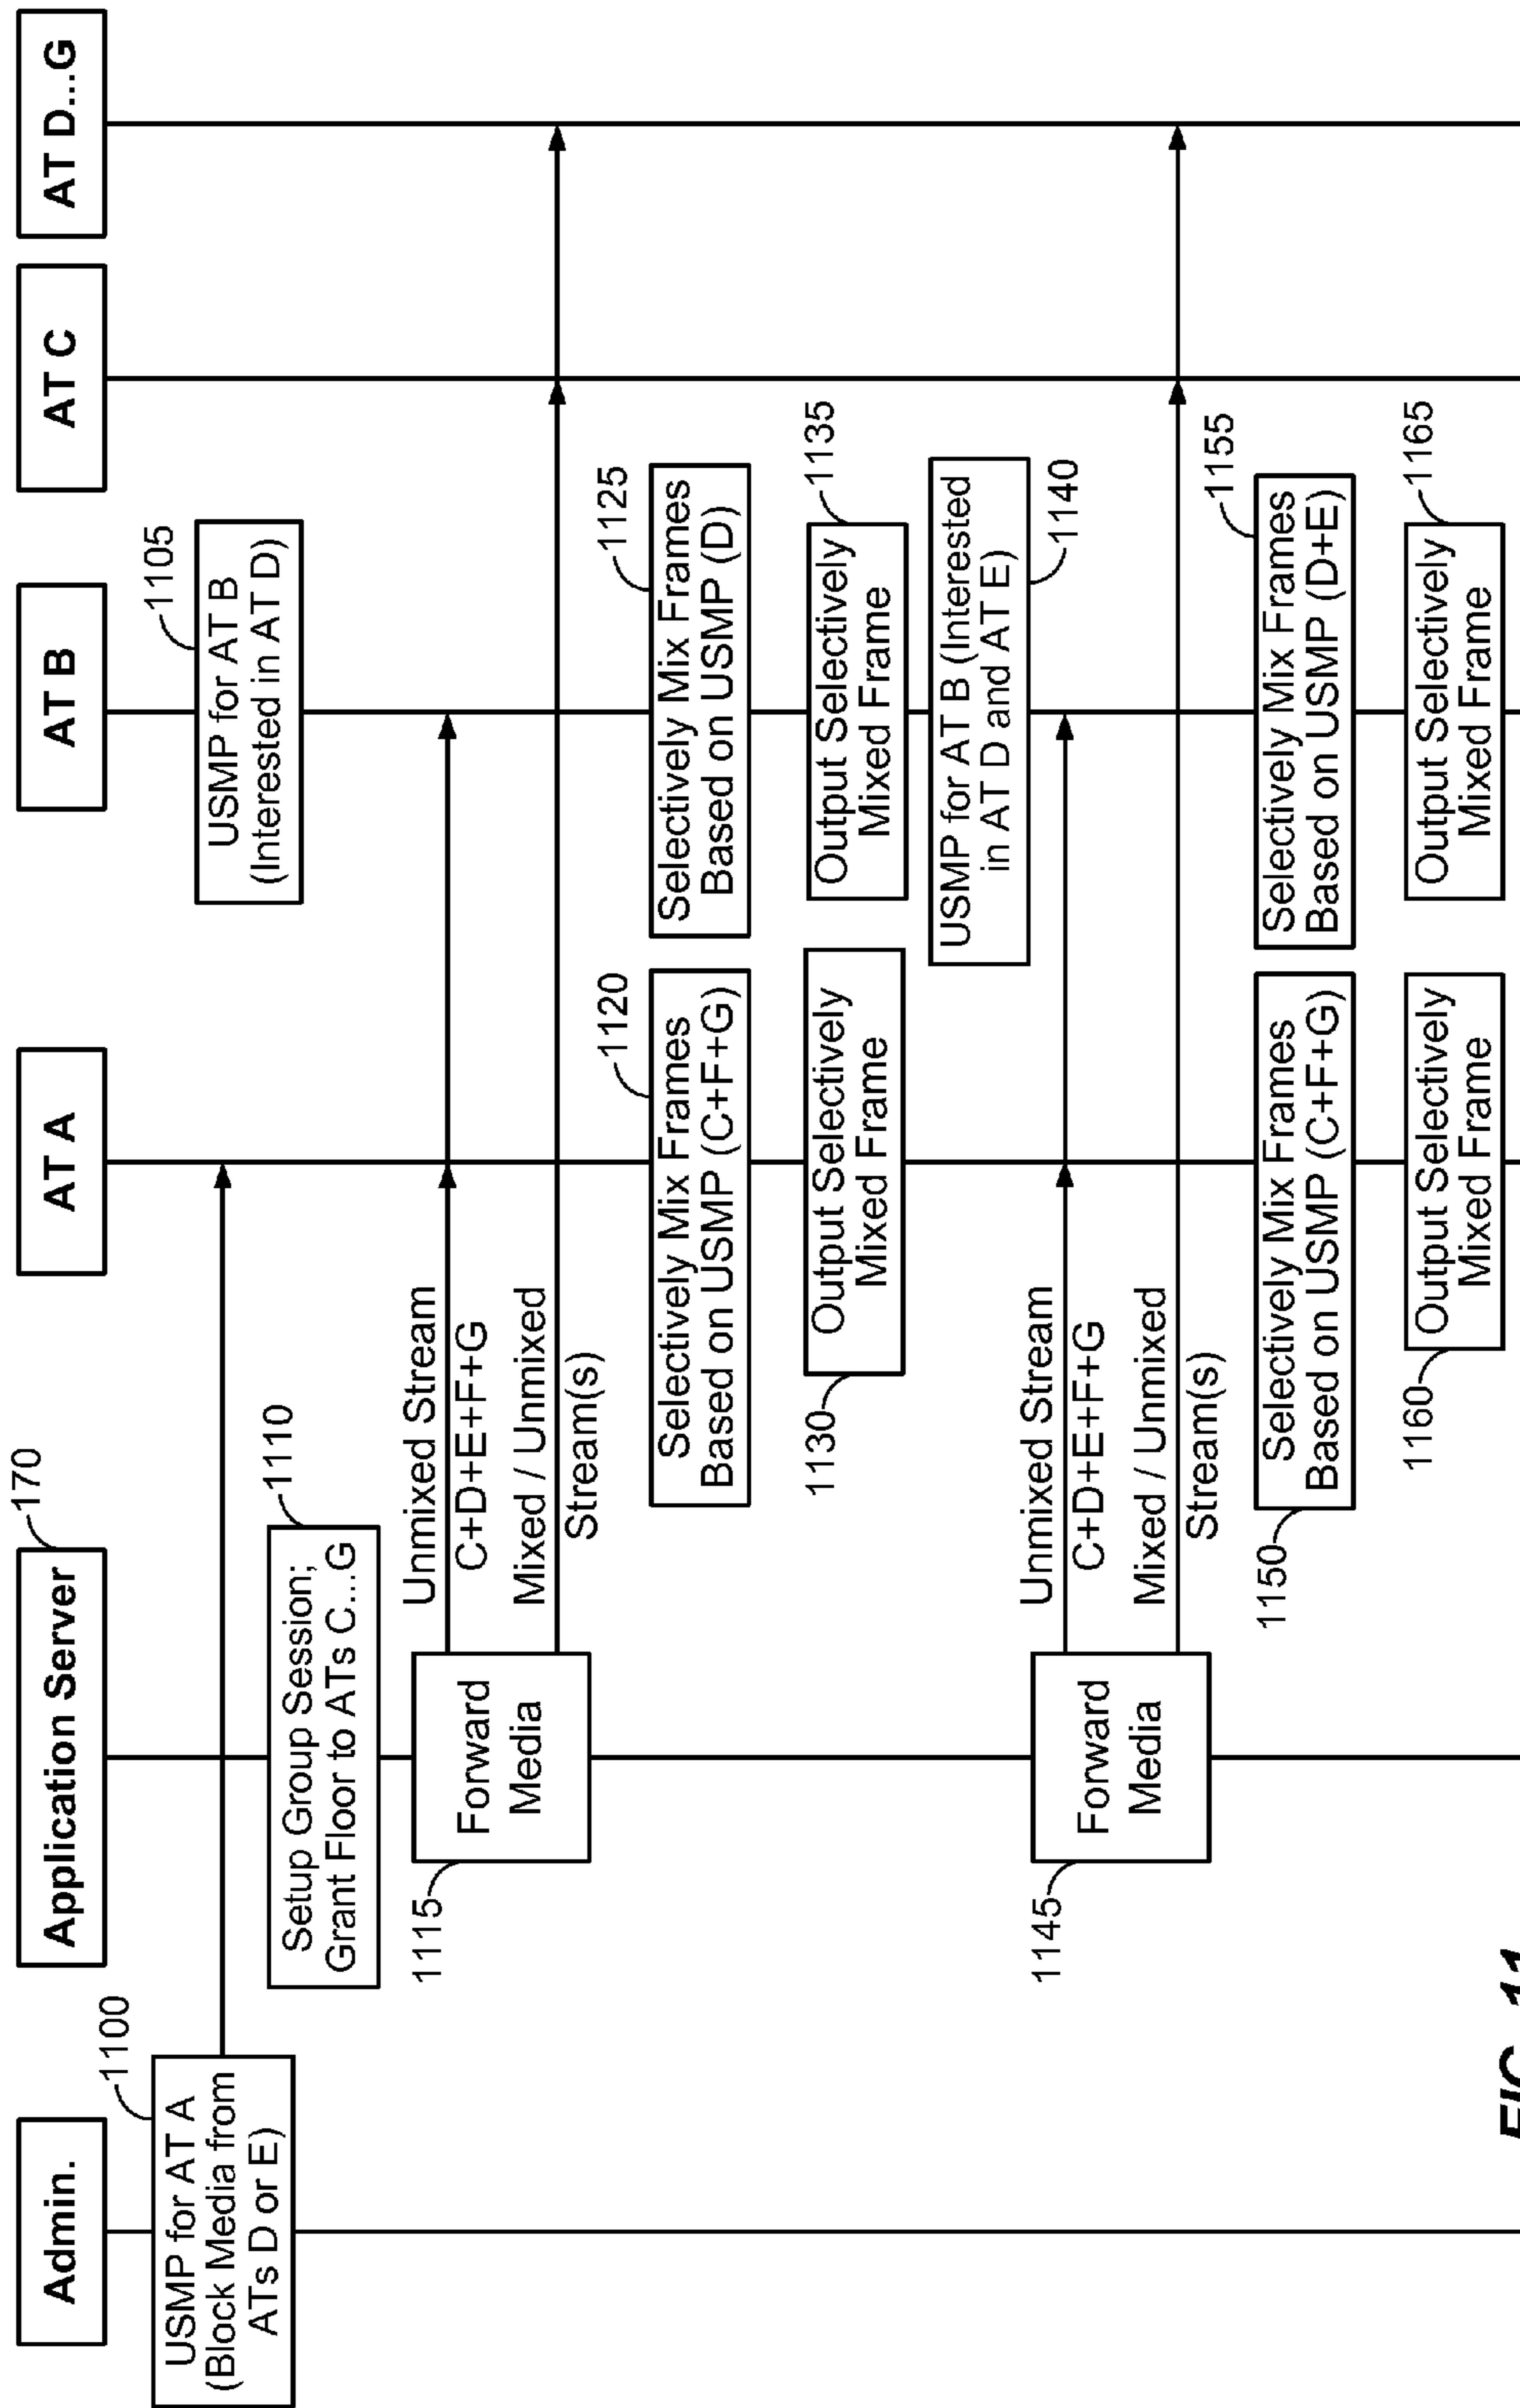 Admin.
Application Server
170
AT A
AT B
AT C
AT D...G
1100
USMP for AT A
(Block Media from
ATs D or E)
1105
USMP for AT B
(Interested in AT D)
1110
Setup Group Session;
Grant Floor to ATs C...G
1115
Forward
Media
Unmixed Stream
C+D+E+F+G
Mixed / Unmixed
Stream(s)
1120
Selectively Mix Frames
Based on USMP (C+F+G)
1125
Selectively Mix Frames
Based on USMP (D)
1130
Output Selectively
Mixed Frame
1135
Output Selectively
Mixed Frame
1140
USMP for AT B (Interested
in AT D and AT E)
1145
Forward
Media
Unmixed Stream
C+D+E+F+G
Mixed / Unmixed
Stream(s)
1150
Selectively Mix Frames
Based on USMP (C+F+G)
1155
Selectively Mix Frames
Based on USMP (D+E)
1160
Output Selectively
Mixed Frame
1165
Output Selectively
Mixed Frame
FIG. 11